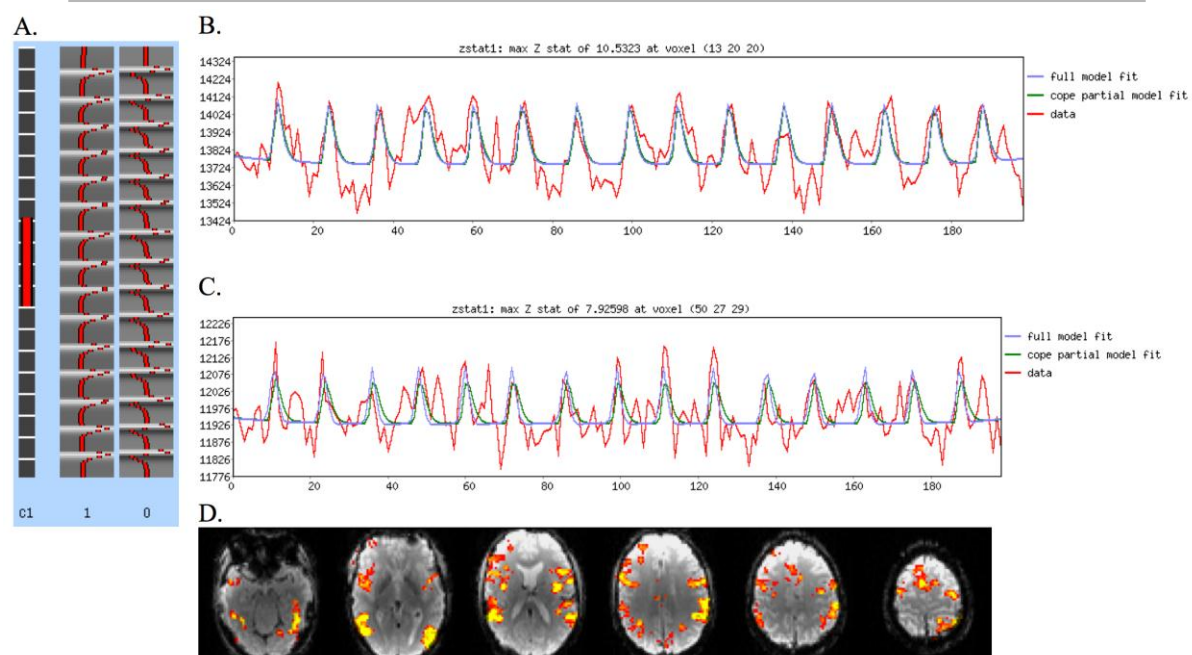 A.
c1 1 0
B.
zstat1: max Z stat of 10.5323 at voxel (13 20 20)
14324
14224
14124
14024
13924
13824
13724
13624
13524
13424
0 20 40 60 80 100 120 140 160 180
full model fit
cope partial model fit
data
C.
zstat1: max Z stat of 7.92598 at voxel (50 27 29)
12226
12176
12126
12076
12026
11976
11926
11876
11826
11776
0 20 40 60 80 100 120 140 160 180
full model fit
cope partial model fit
data
D.